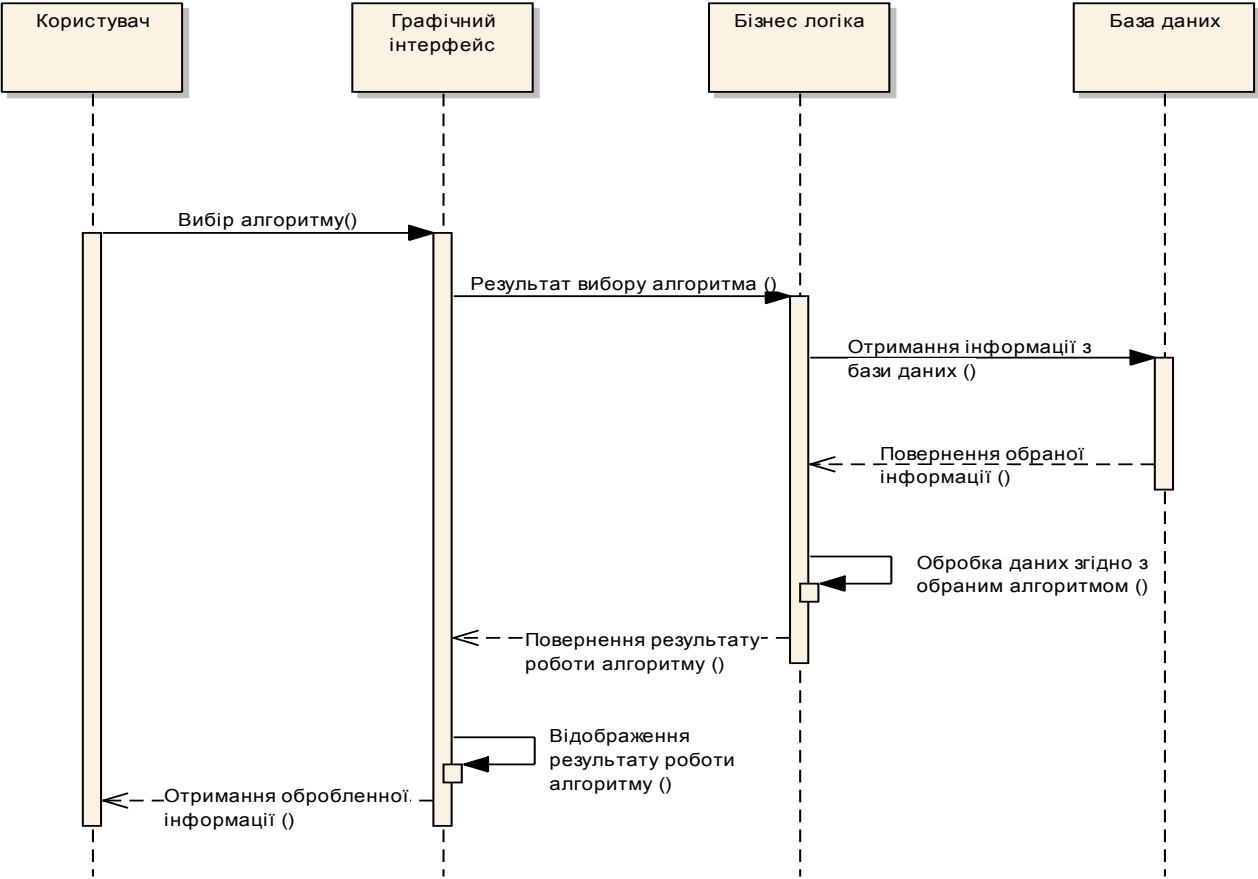 Користувач
Графічний
інтерфейс
Бізнес логіка
База даних
Вибір алгоритму()
Результат вибору алгоритма ()
Отримання інформації з
бази даних ()
Повернення обраної
інформації ()
Обробка даних згідно з
обраним алгоритмом ()
Повернення результату
роботи алгоритму ()
Відображення
результату роботи
алгоритму ()
Отримання обробленної
інформації ()